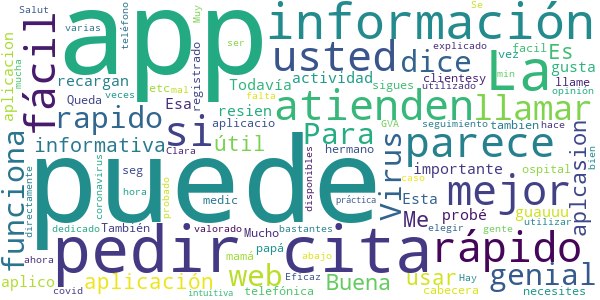 app
puede
información
pedir cita
usted
dice
La
Es
gusta
atienden
llamar
si
Para
parece
mejor
rápido
genial
fácil
rapido
informativa
útil
funciona
Virus
aplcasion
Me
probé
guauuu
importante
web
Buena
usar
aplicación
aplico
aplicacion
mucha
Salut
varias
veces
teléfono
Muy
ser
explicado
Se
facil
vez
min
utilizado
opinión
recargan
Queda
etc
mal
registrado
Todavía
falta
actividad
sigues
clientesy
llame
Esa
resien
aplicacio
hermano
GVA
seguimiento
tambien
hace
bien
directamente
coronavirus
Clara
seg
hora
medic
disponibles
Esta
ospital
caso
práctica
También
probado
Mucho
bastantes
elegir
gente
utilizar
dedicado
valorado
papá
mamá
abajo
ahora
covid
intuitiva
Eficaz
telefónica
cabecera
Hay
necesites